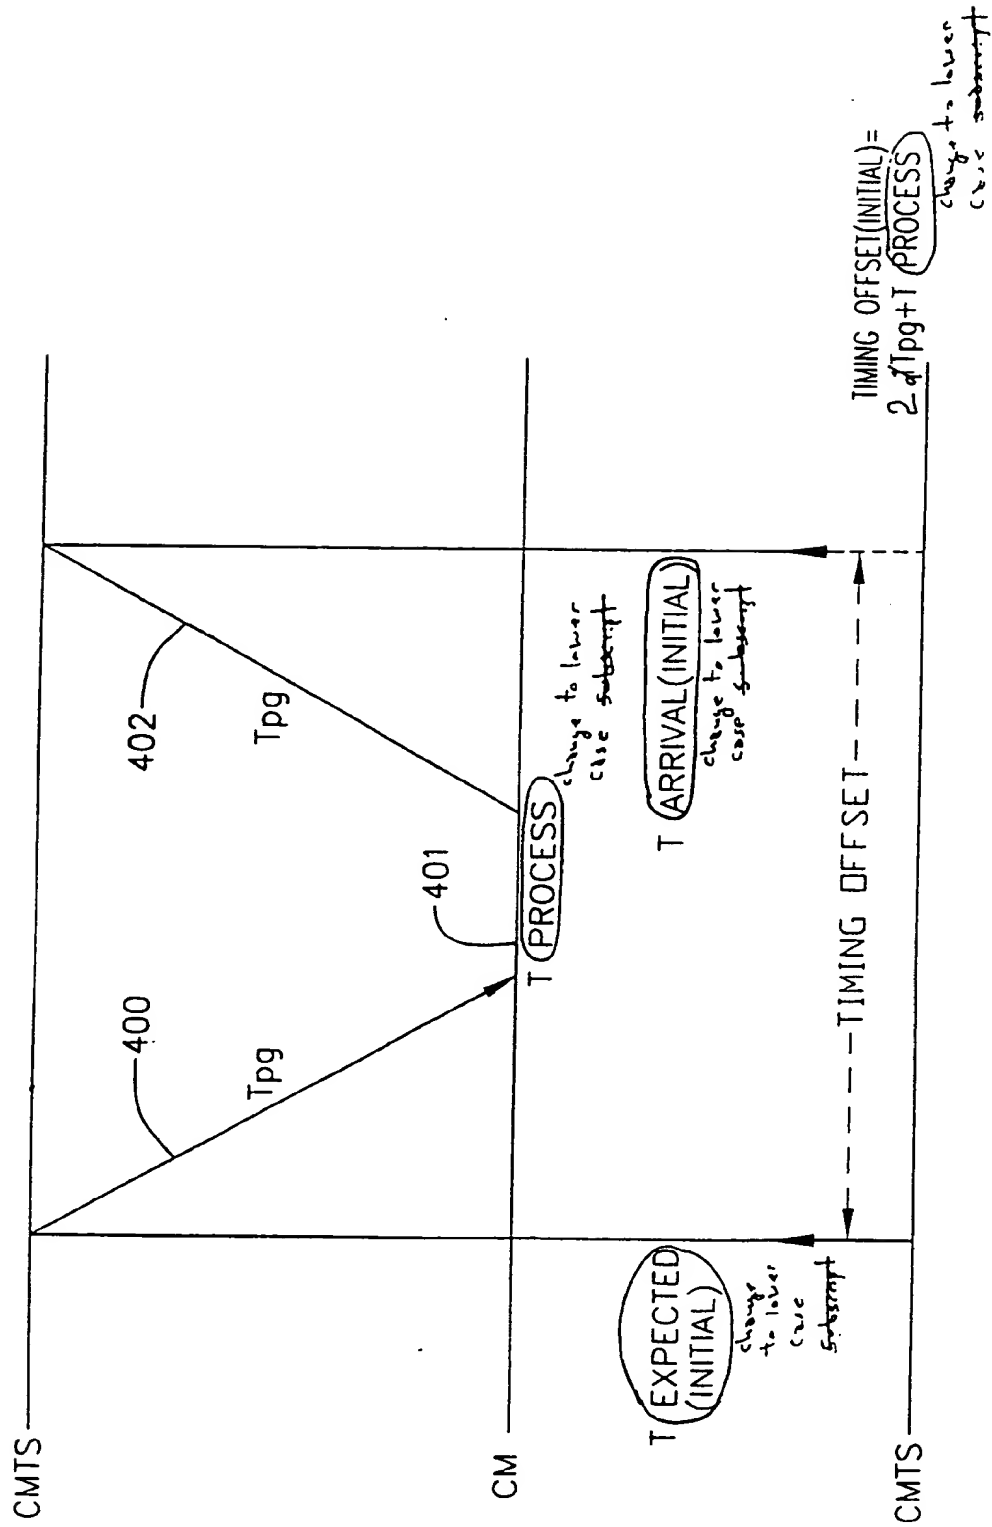 CMTS
400
Tpg
402
Tpg
CM
401
T PROCESS
change to lower
case subscript
T EXPECTED
(INITIAL)
change
to lower
case
subscript
T ARRIVAL(INITIAL)
change to lower
case subscript
TIMING OFFSET
CMTS
TIMING OFFSET(INITIAL)=
2 Tpg+T PROCESS
change to lower
case subscript